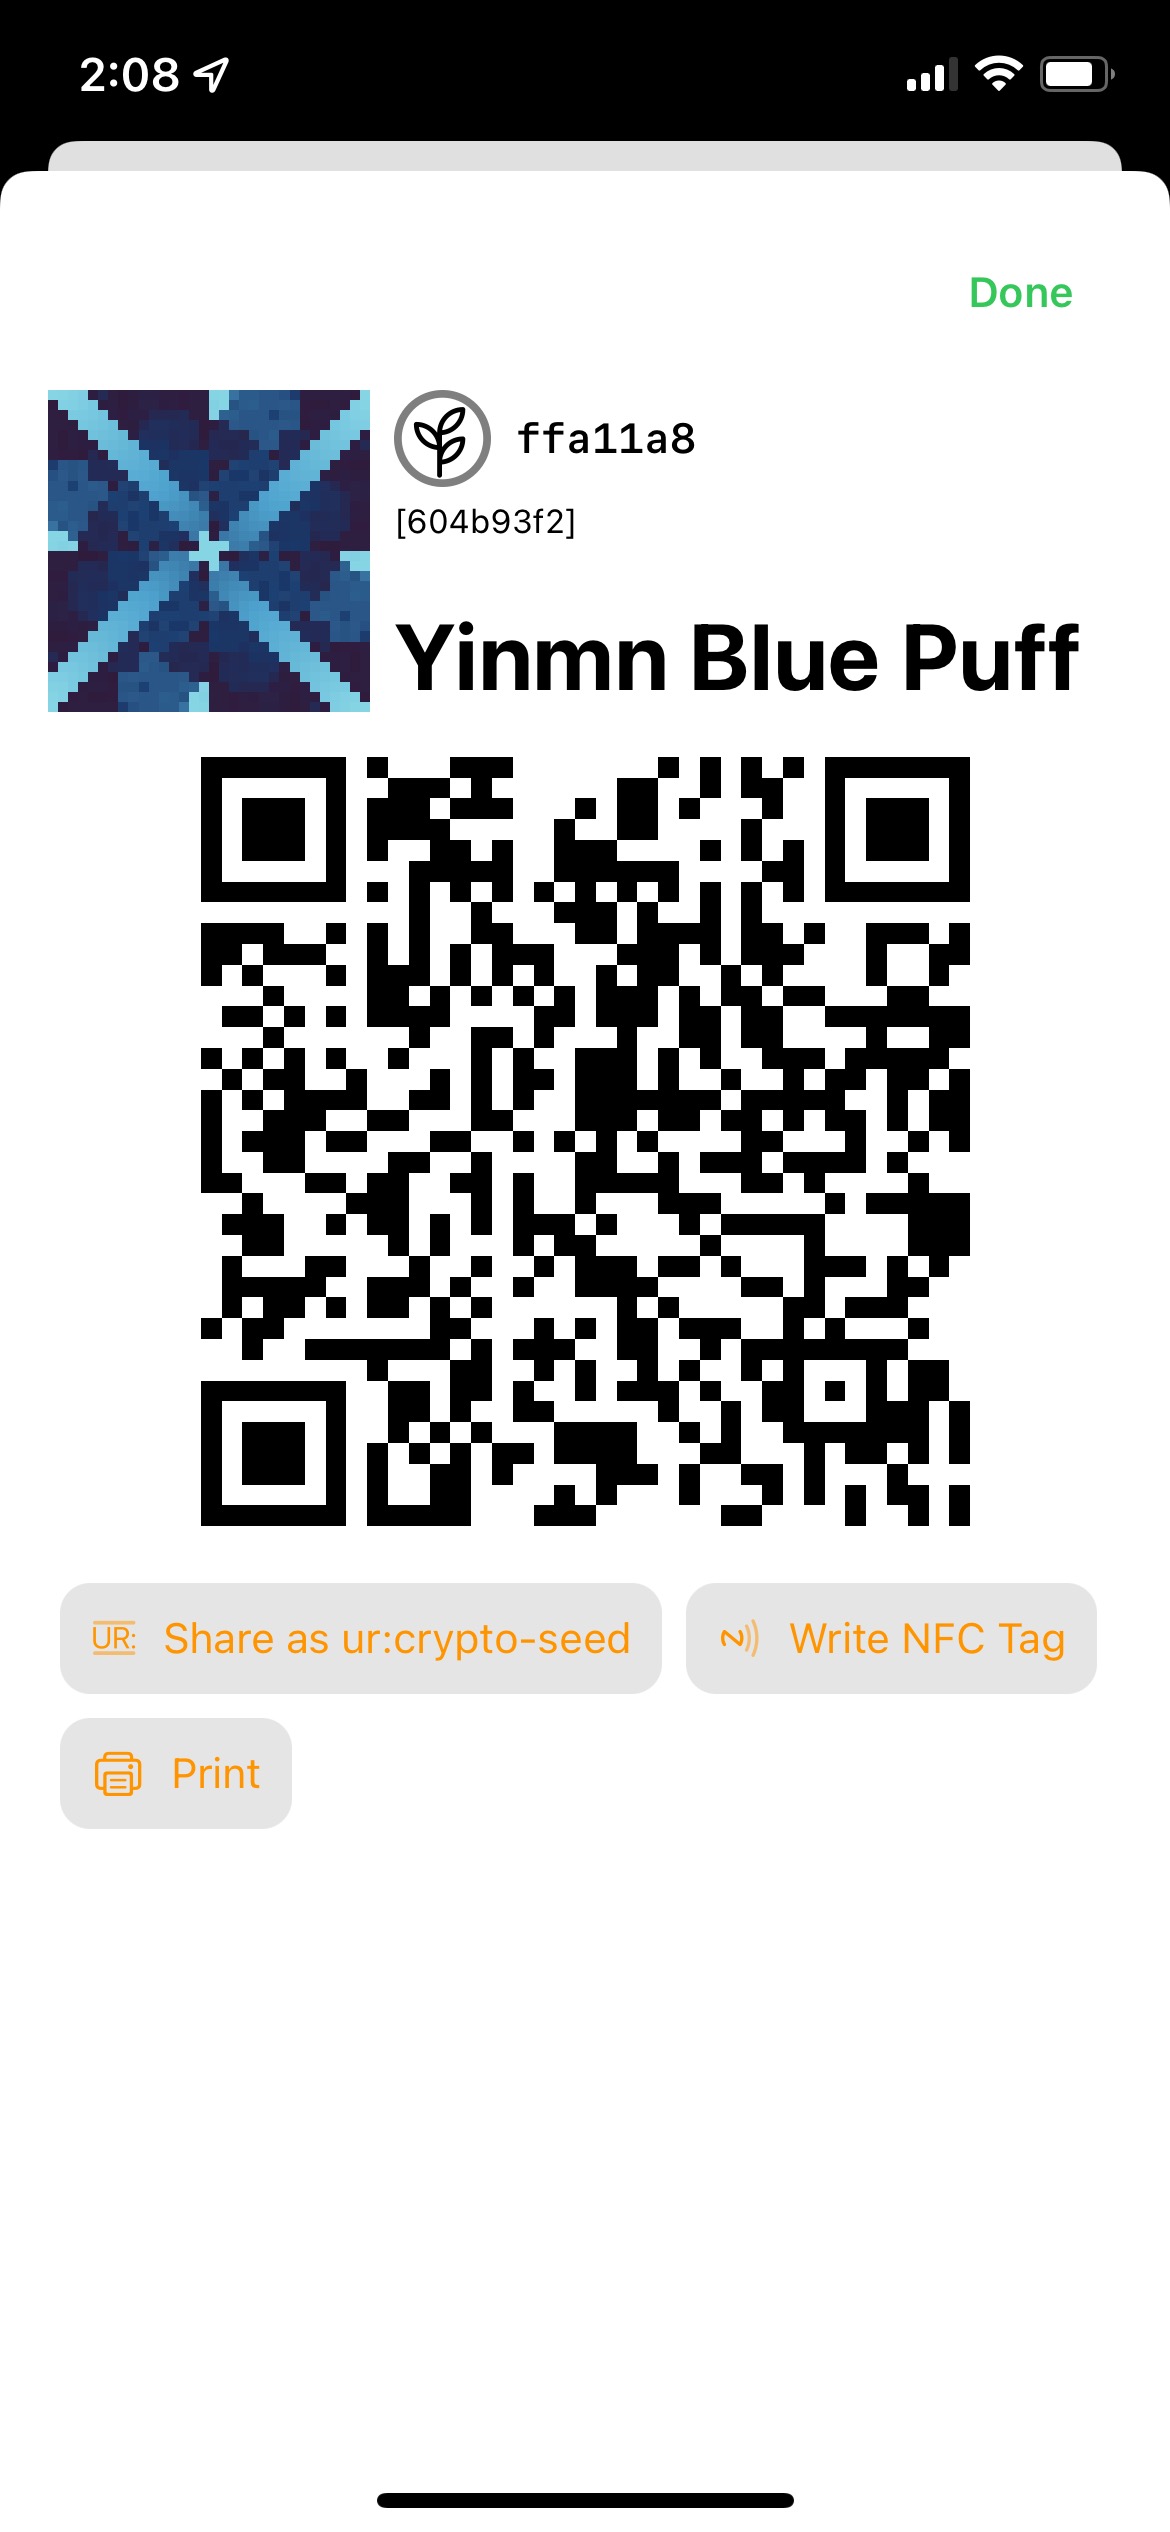 2:08
Done
ffa11a8
[604b93f2]
Yinmn Blue Puff
UR: Share as ur:crypto-seed
Write NFC Tag
Print